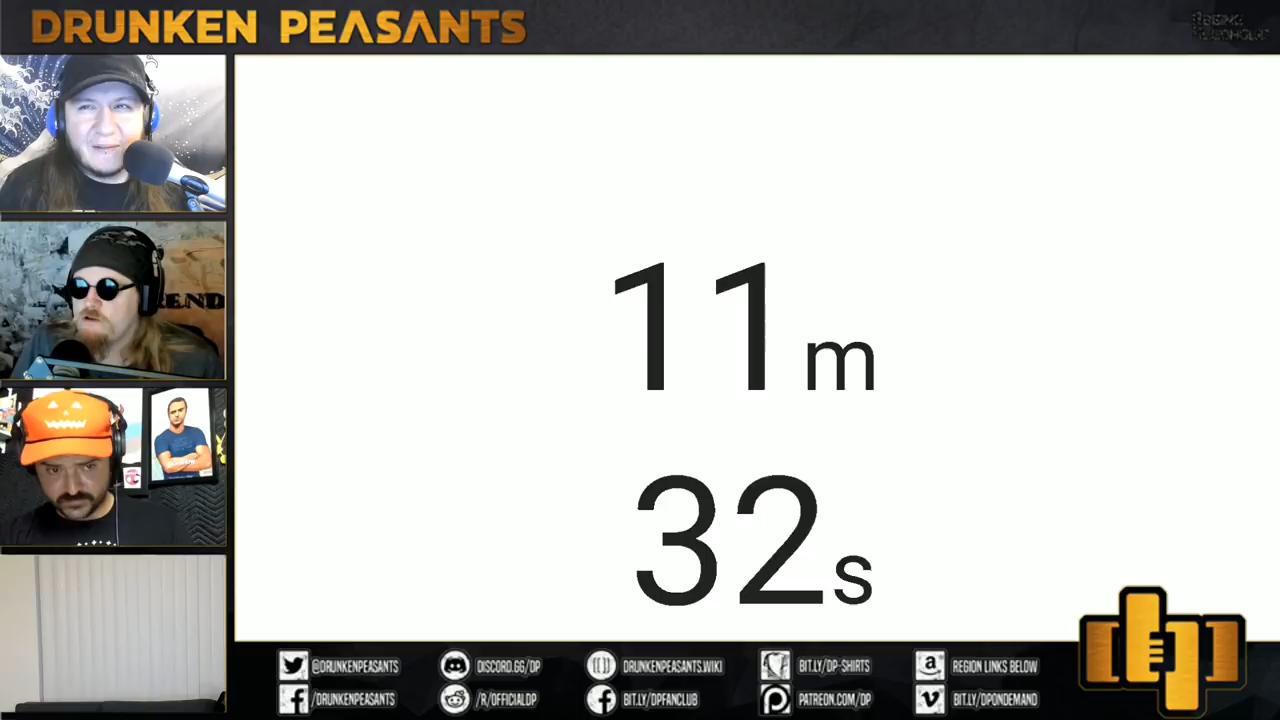 DRUNKEN PEASANTS
11m
32s
END
@DRUNKENPEASANTS
DISCORD.GG/DP
DRUNKENPEASANTS.WIKI
BIT.LY/DP-SHIRTS
REGION LINKS BELOW
/DRUNKENPEASANTS
/R/OFFICIALDP
BIT.LY/DPFANCLUB
PATREON.COM/DP
BIT.LY/DPONDEMAND